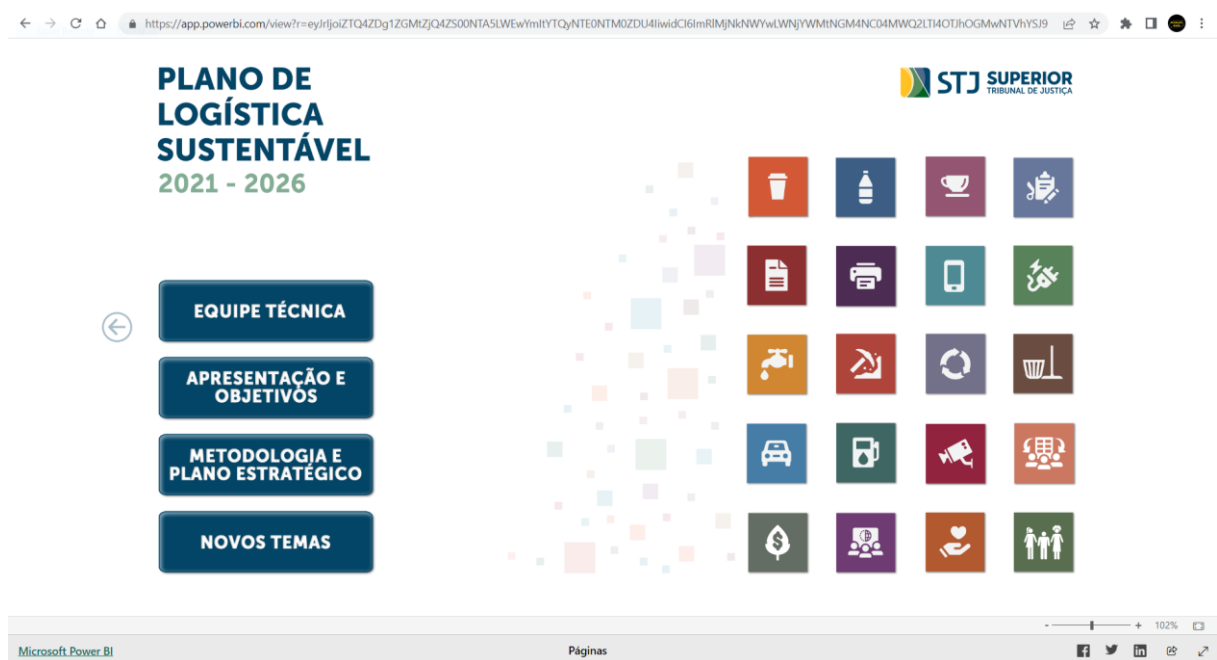 https://app.powerbi.com/view?r=eyJrIjoiZTQ4ZDg1ZGMtZjQ4ZS00NTA5LWEwYmItYTQyNTE0NTM0ZDU4IiwidCI6ImRlMjNkNWYwLWNjYWMtNGM4NC04MWQ2LTI4OTJhOGMwNTVhYSJ9
PLANO DE
LOGÍSTICA
SUSTENTÁVEL
2021 - 2026
STJ SUPERIOR
TRIBUNAL DE JUSTIÇA
EQUIPE TÉCNICA
APRESENTAÇÃO E
OBJETIVOS
METODOLOGIA E
PLANO ESTRATÉGICO
NOVOS TEMAS
102%
Microsoft Power BI
Páginas